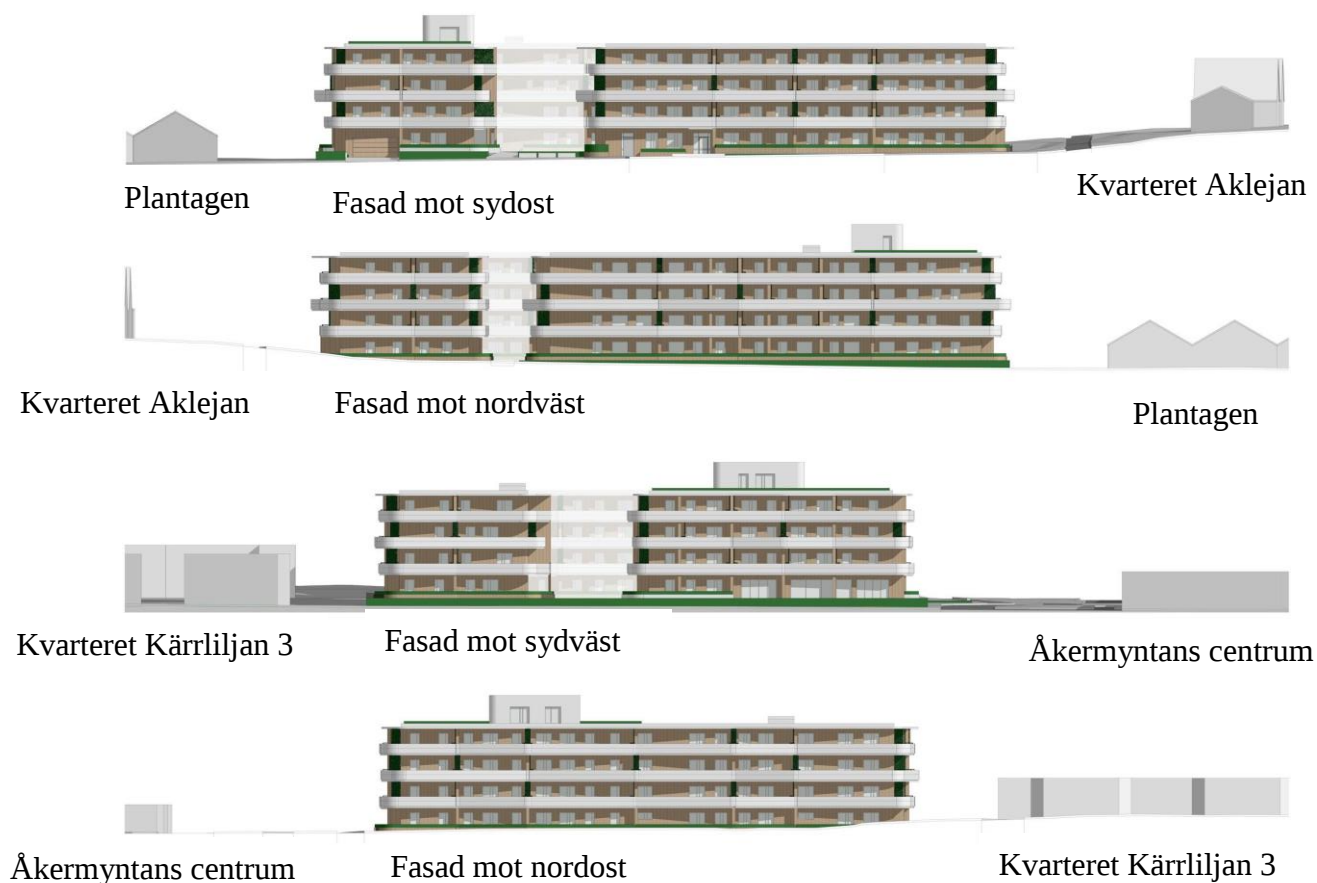 Plantagen
Fasad mot sydost
Kvarteret Aklejan
Kvarteret Aklejan
Fasad mot nordväst
Plantagen
Kvarteret Kärrliljan 3
Fasad mot sydväst
Åkermyntans centrum
Åkermyntans centrum
Fasad mot nordost
Kvarteret Kärrliljan 3